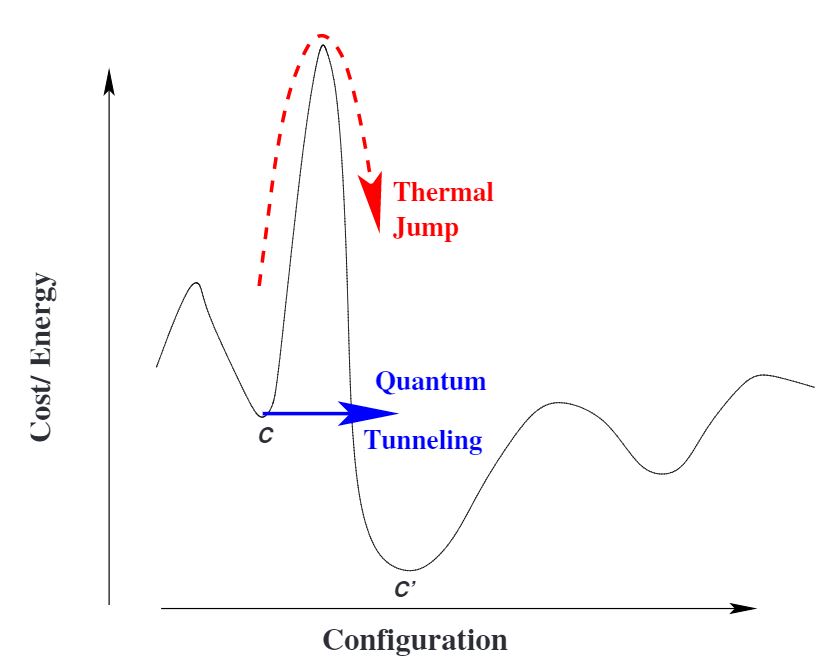 Thermal
Jump
Cost/ Energy
Quantum
Tunneling
C
C'
Configuration